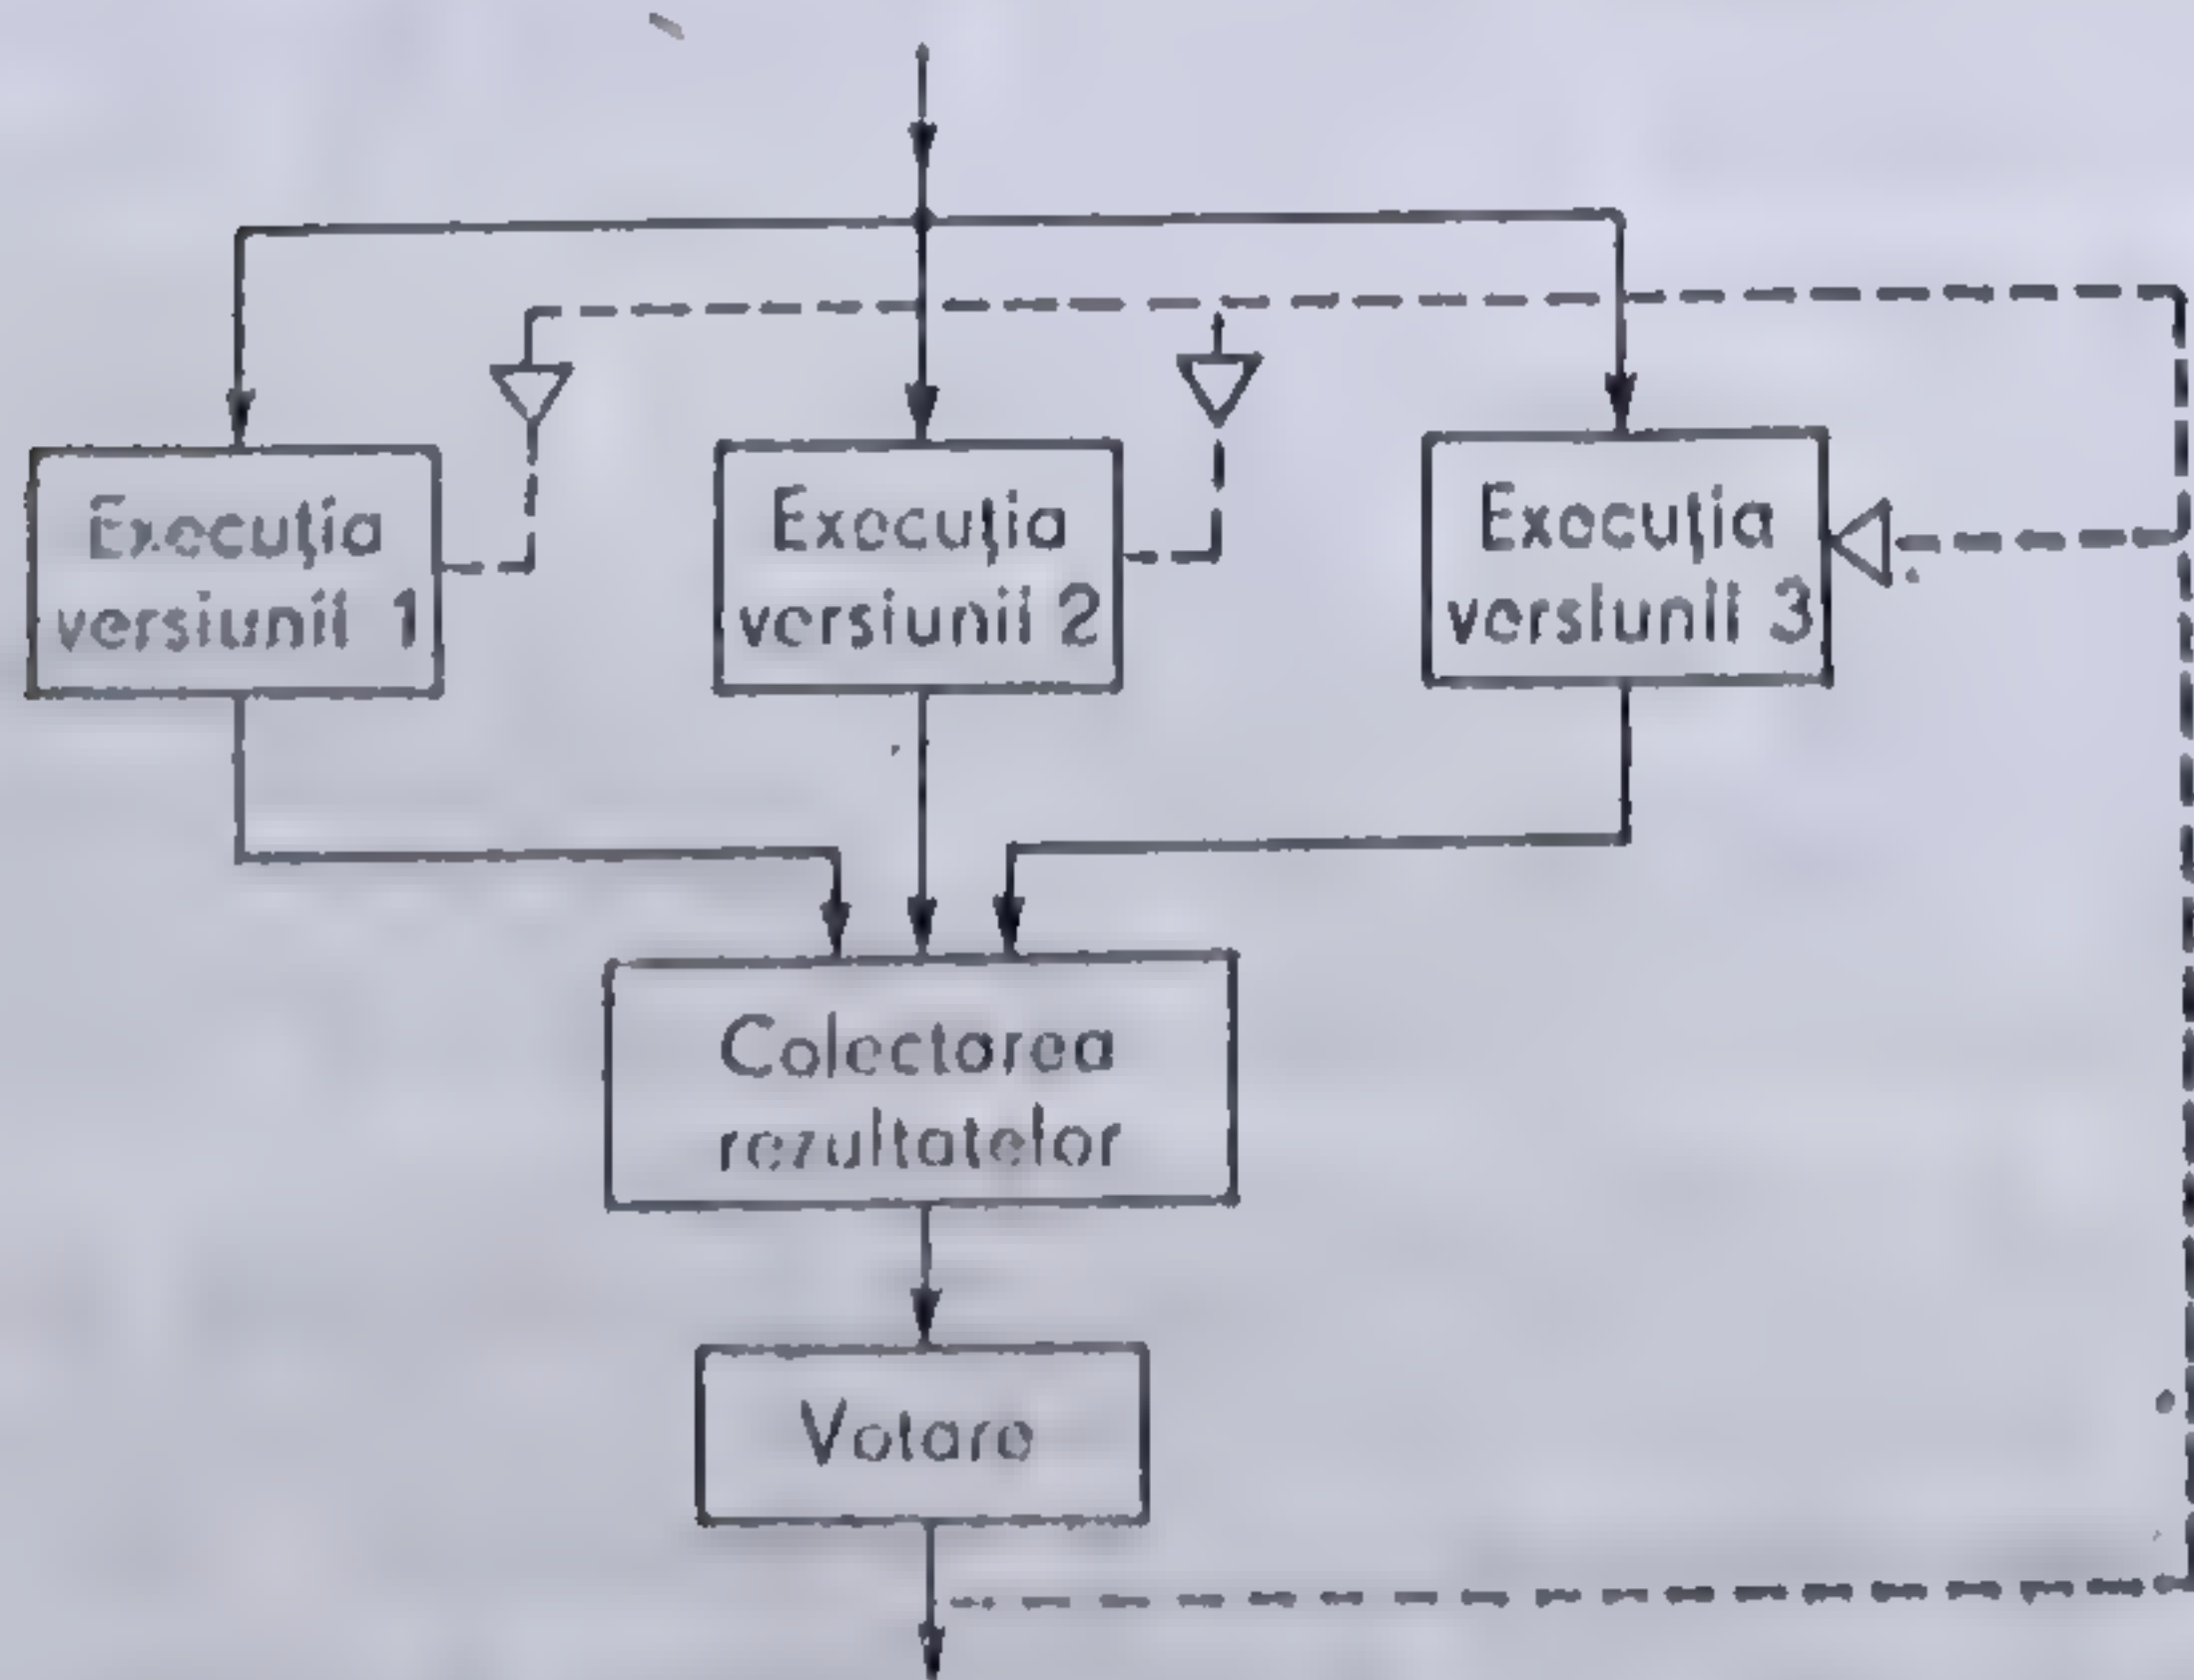 Execuţia
versiunii 1
Execuţia
versiunii 2
Execuţia
versiunii 3
Colectarea
rezultatelor
Votare